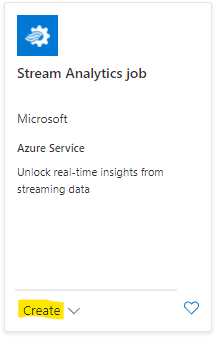 Stream Analytics job
Microsoft
Azure Service
Unlock real-time insights from
streaming data
Create